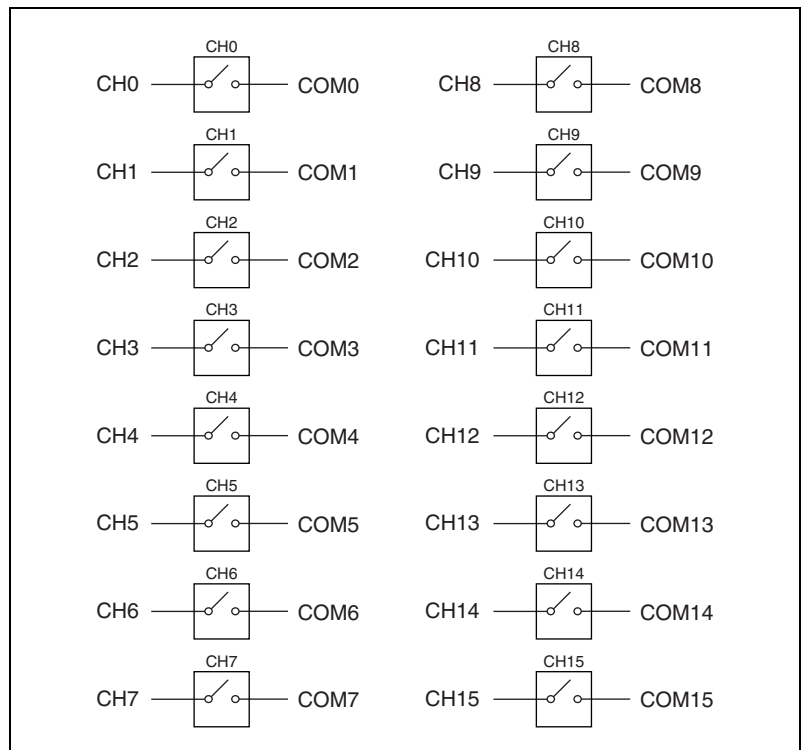 CH0
CH0 COM0
CH1
CH1 COM1
CH2
CH2 COM2
CH3
CH3 COM3
CH4
CH4 COM4
CH5
CH5 COM5
CH6
CH6 COM6
CH7
CH7 COM7
CH8
CH8 COM8
CH9
CH9 COM9
CH10
CH10 COM10
CH11
CH11 COM11
CH12
CH12 COM12
CH13
CH13 COM13
CH14
CH14 COM14
CH15
CH15 COM15